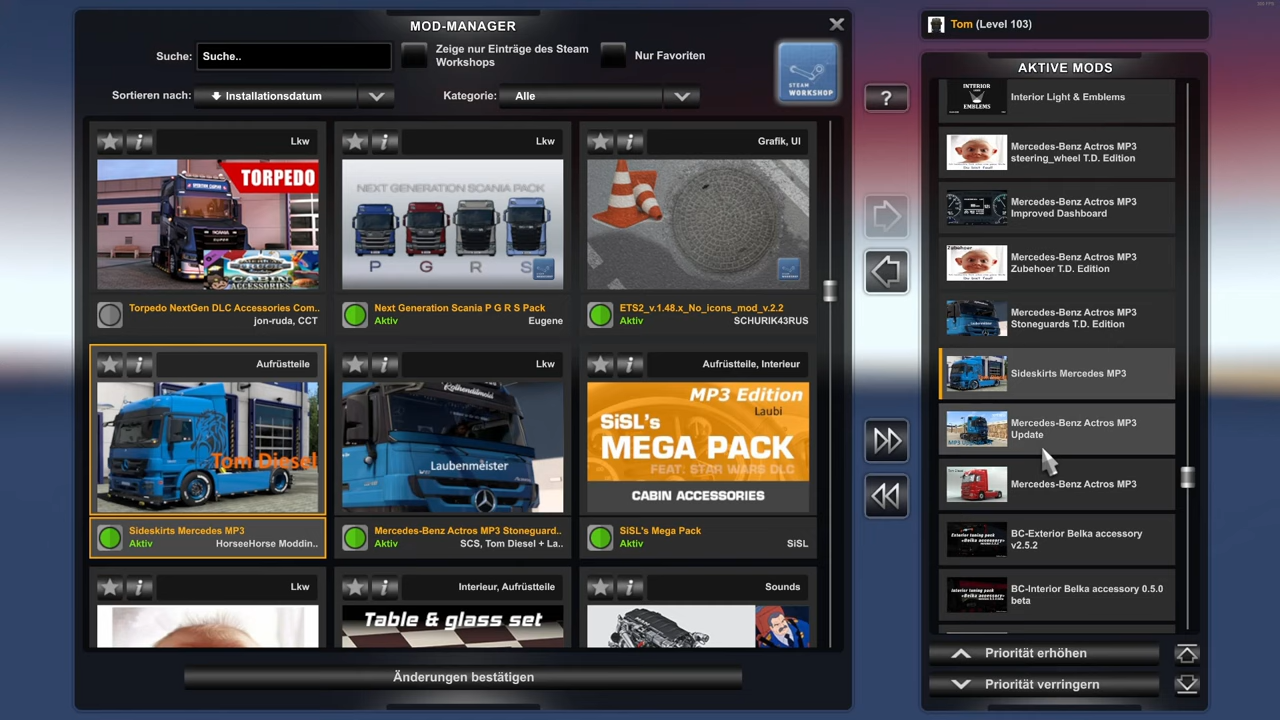 MOD-MANAGER
Suche:
Suche..
Zeige nur Einträge des Steam
Workshops
Nur Favoriten
STEAM
WORKSHOP
Sortieren nach:
Installationsdatum
Kategorie:
Alle
Lkw
TORPEDO
SCANIA
CABIN
ACCESSORIES
Torpedo NextGen DLC Accessories Com..
jon-ruda, CCT
Lkw
NEXT GENERATION SCANIA PACK
P G R S
Next Generation Scania P G R S Pack
Aktiv
Eugene
Grafik, UI
ETS2_v.1.48.x_No_icons_mod_v.2.2
Aktiv
SCHURIK43RUS
Aufrüstteile
Tom Diesel
Sideskirts Mercedes MP3
Aktiv
HorseeHorse Moddin..
Lkw
Laubenmeister
Mercedes-Benz Actros MP3 Stoneguard..
Aktiv
SCS, Tom Diesel + La..
Aufrüstteile, Interieur
MP3 Edition
Laubi
SiSL's
MEGA PACK
FEAT: STAR WARS DLC
CABIN ACCESSORIES
SiSL's Mega Pack
Aktiv
SiSL
Lkw
Interieur, Aufrüstteile
Table & glass set
Sounds
Änderungen bestätigen
?
Tom (Level 103)
AKTIVE MODS
INTERIOR
LIGHT &
EMBLEMS
Interior Light & Emblems
Mercedes-Benz Actros MP3
steering_wheel T.D. Edition
Mercedes-Benz Actros MP3
Improved Dashboard
Zubehoer
Mercedes-Benz Actros MP3
Zubehoer T.D. Edition
Mercedes-Benz Actros MP3
Stoneguards T.D. Edition
Sideskirts Mercedes MP3
Mercedes-Benz Actros MP3
Update
Mercedes-Benz Actros MP3
BC-Exterior Belka accessory
v2.5.2
BC-Interior Belka accessory 0.5.0
beta
Priorität erhöhen
Priorität verringern